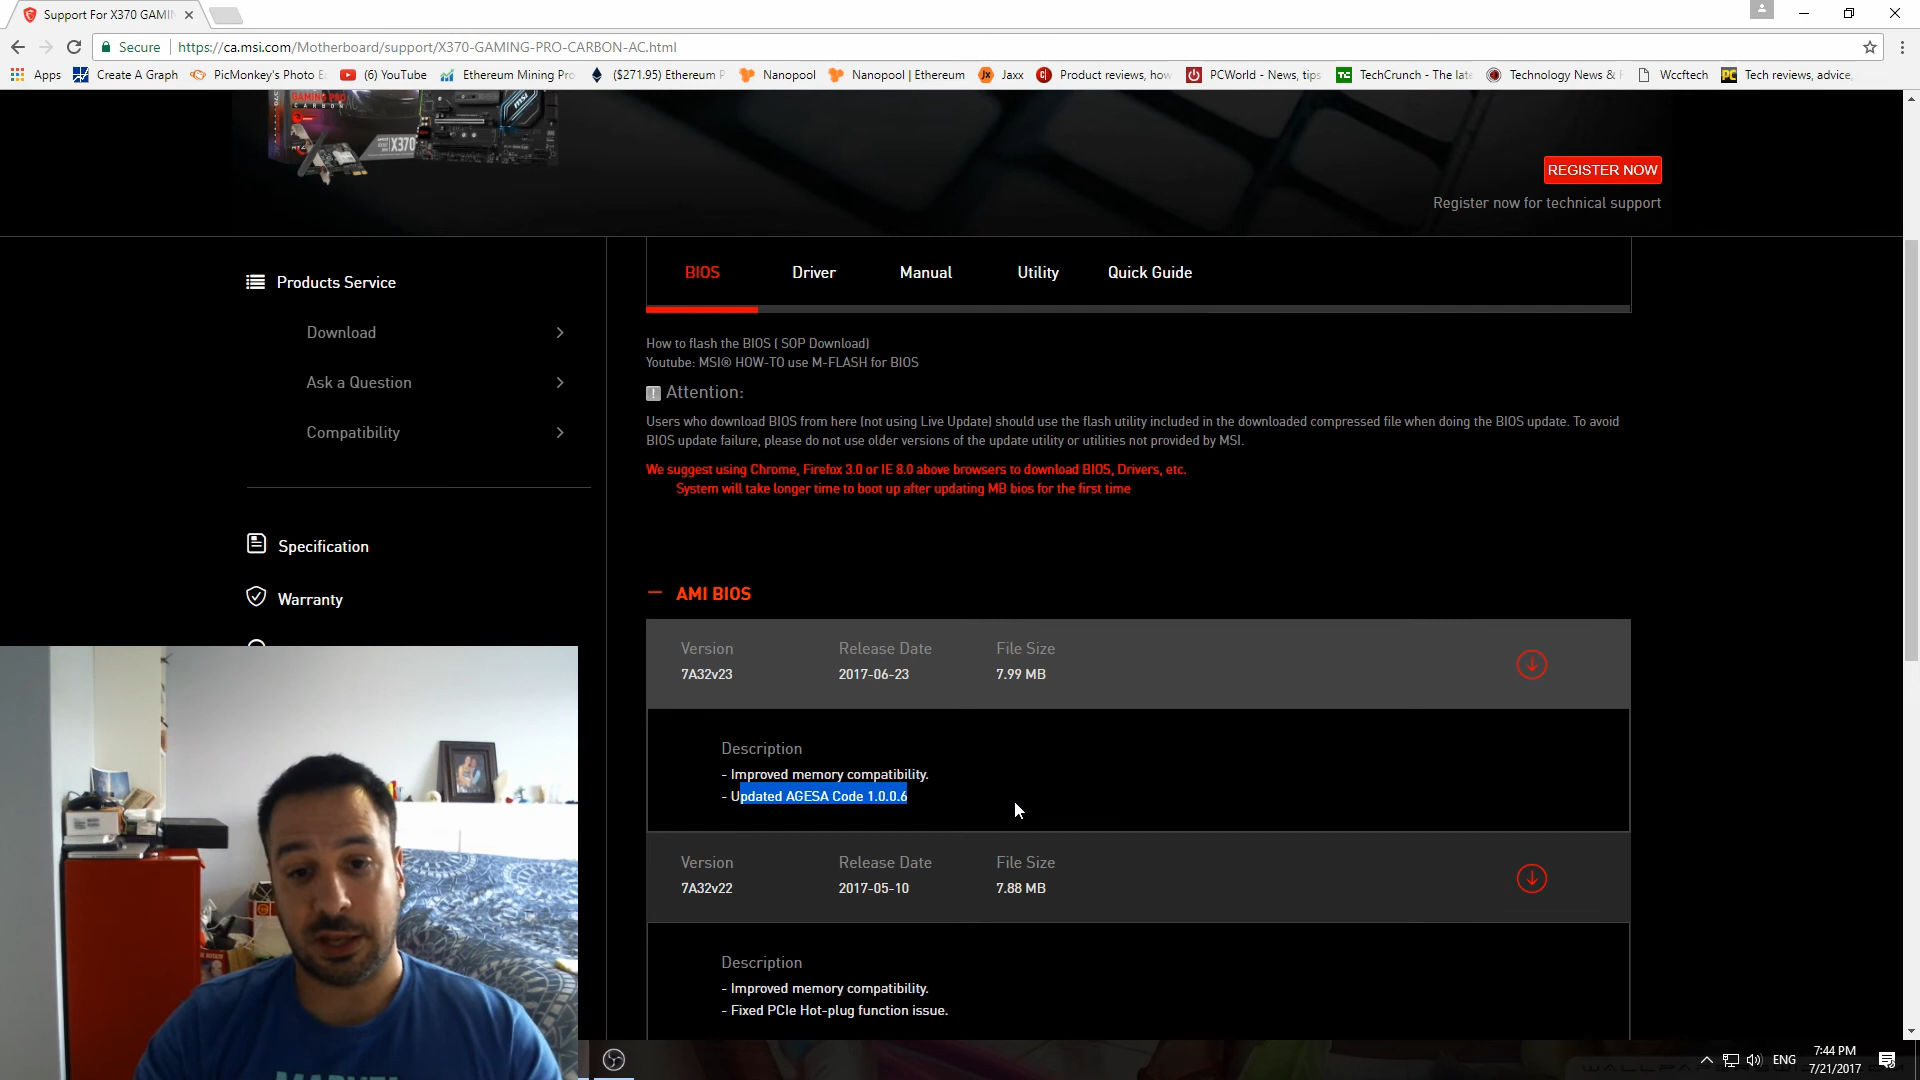 Support For X370 GAMIN
Secure
https://ca.msi.com/Motherboard/support/X370-GAMING-PRO-CARBON-AC.html
Apps
Create A Graph
PicMonkey's Photo E
(6) YouTube
Ethereum Mining Pro
($271.95) Ethereum P
Nanopool
Nanopool | Ethereum
Jaxx
Product reviews, how
PCWorld - News, tips
TechCrunch - The late
Technology News &
Wccftech
Tech reviews, advice,
GAMING PRO
CARBON
X370
REGISTER NOW
Register now for technical support
Products Service
Download
Ask a Question
Compatibility
Specification
Warranty
BIOS Driver Manual Utility Quick Guide
How to flash the BIOS ( SOP Download)
Youtube: MSI® HOW-TO use M-FLASH for BIOS
! Attention:
Users who download BIOS from here (not using Live Update) should use the flash utility included in the downloaded compressed file when doing the BIOS update. To avoid
BIOS update failure, please do not use older versions of the update utility or utilities not provided by MSI.
We suggest using Chrome, Firefox 3.0 or IE 8.0 above browsers to download BIOS, Drivers, etc.
System will take longer time to boot up after updating MB bios for the first time
AMI BIOS
Version Release Date File Size
7A32v23 2017-06-23 7.99 MB
Description
- Improved memory compatibility.
- Updated AGESA Code 1.0.0.6
Version Release Date File Size
7A32v22 2017-05-10 7.88 MB
Description
- Improved memory compatibility.
- Fixed PCIe Hot-plug function issue.
MARVEL
ENG
7:44 PM
7/21/2017